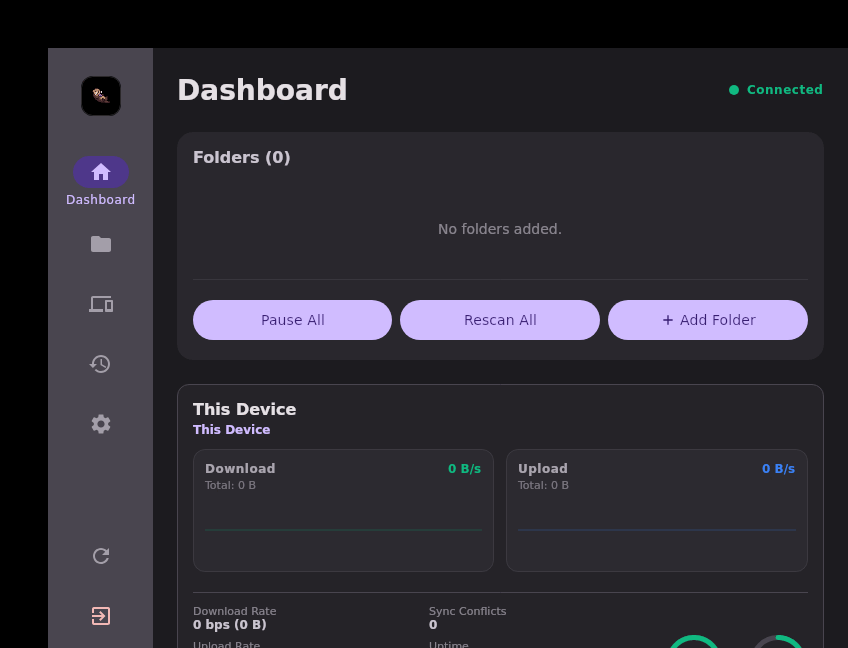 Dashboard
Connected
Dashboard
Folders (0)
No folders added.
Pause All
Rescan All
+ Add Folder
This Device
This Device
Download
0 B/s
Total: 0 B
Upload
0 B/s
Total: 0 B
Download Rate
0 bps (0 B)
Sync Conflicts
0
Upload Rate
Uptime